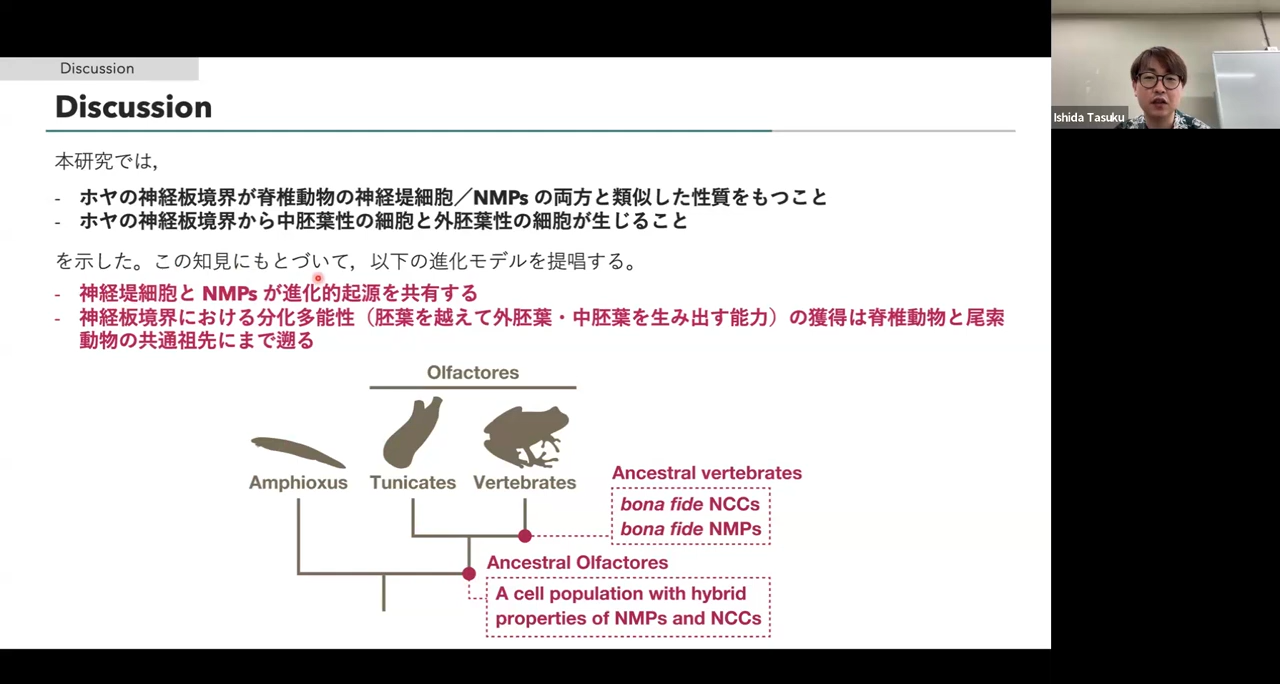 Discussion
Discussion
本研究では,
- ホヤの神経板境界が脊椎動物の神経堤細胞／NMPs の両方と類似した性質をもつこと
- ホヤの神経板境界から中胚葉性の細胞と外胚葉性の細胞が生じること
を示した。この知見にもとづいて,以下の進化モデルを提唱する。
- 神経堤細胞と NMPs が進化的起源を共有する
- 神経板境界における分化多能性（胚葉を越えて外胚葉・中胚葉を生み出す能力）の獲得は脊椎動物と尾索
動物の共通祖先にまで遡る
Olfactores
Amphioxus Tunicates Vertebrates
Ancestral vertebrates
bona fide NCCs
bona fide NMPs
Ancestral Olfactores
A cell population with hybrid
properties of NMPs and NCCs
Ishida Tasuku